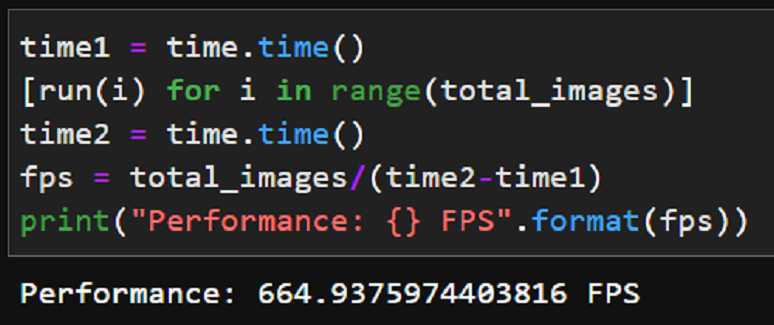 time1 = time.time()
[run(i) for i in range(total_images)]
time2 = time.time()
fps = total_images/(time2-time1)
print("Performance: {} FPS".format(fps))
Performance: 664.9375974403816 FPS